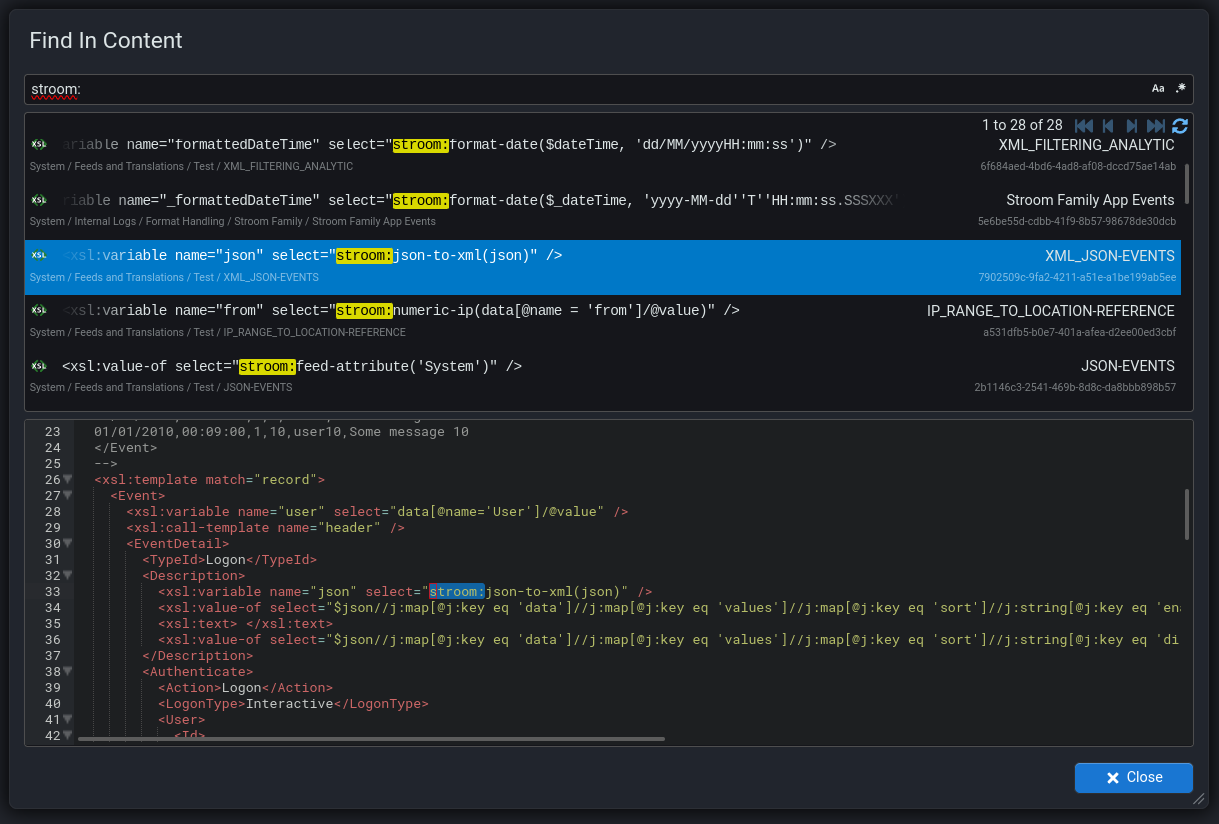 Find In Content
stroom:
Aa .*
1 to 28 of 28
XSL ariable name="formattedDateTime" select="stroom:format-date($dateTime, 'dd/MM/yyyyHH:mm:ss')" /> XML_FILTERING_ANALYTIC
System / Feeds and Translations / Test / XML_FILTERING_ANALYTIC 6f684aed-4bd6-4ad8-af08-dccd75ae14ab
XSL riable name="_formattedDateTime" select="stroom:format-date($_dateTime, 'yyyy-MM-dd''T''HH:mm:ss.SSSXXX' Stroom Family App Events
System / Internal Logs / Format Handling / Stroom Family / Stroom Family App Events 5e6be55d-cdbb-41f9-8b57-98678de30dcb
XSL <xsl:variable name="json" select="stroom:json-to-xml(json)" /> XML_JSON-EVENTS
System / Feeds and Translations / Test / XML_JSON-EVENTS 7902509c-9fa2-4211-a51e-a1be199ab5ee
XSL <xsl:variable name="from" select="stroom:numeric-ip(data[@name = 'from']/@value)" /> IP_RANGE_TO_LOCATION-REFERENCE
System / Feeds and Translations / Test / IP_RANGE_TO_LOCATION-REFERENCE a531dfb5-b0e7-401a-afea-d2ee00ed3cbf
XSL <xsl:value-of select="stroom:feed-attribute('System')" /> JSON-EVENTS
System / Feeds and Translations / Test / JSON-EVENTS 2b1146c3-2541-469b-8d8c-da8bbb898b57
23 01/01/2010,00:09:00,1,10,user10,Some message 10
24 </Event>
25 -->
26 <xsl:template match="record">
27 <Event>
28 <xsl:variable name="user" select="data[@name='User']/@value" />
29 <xsl:call-template name="header" />
30 <EventDetail>
31 <TypeId>Logon</TypeId>
32 <Description>
33 <xsl:variable name="json" select="stroom:json-to-xml(json)" />
34 <xsl:value-of select="$json//j:map[@j:key eq 'data']//j:map[@j:key eq 'values']//j:map[@j:key eq 'sort']//j:string[@j:key eq 'ena
35 <xsl:text> </xsl:text>
36 <xsl:value-of select="$json//j:map[@j:key eq 'data']//j:map[@j:key eq 'values']//j:map[@j:key eq 'sort']//j:string[@j:key eq 'di
37 </Description>
38 <Authenticate>
39 <Action>Logon</Action>
40 <LogonType>Interactive</LogonType>
41 <User>
42 <Id>
Close